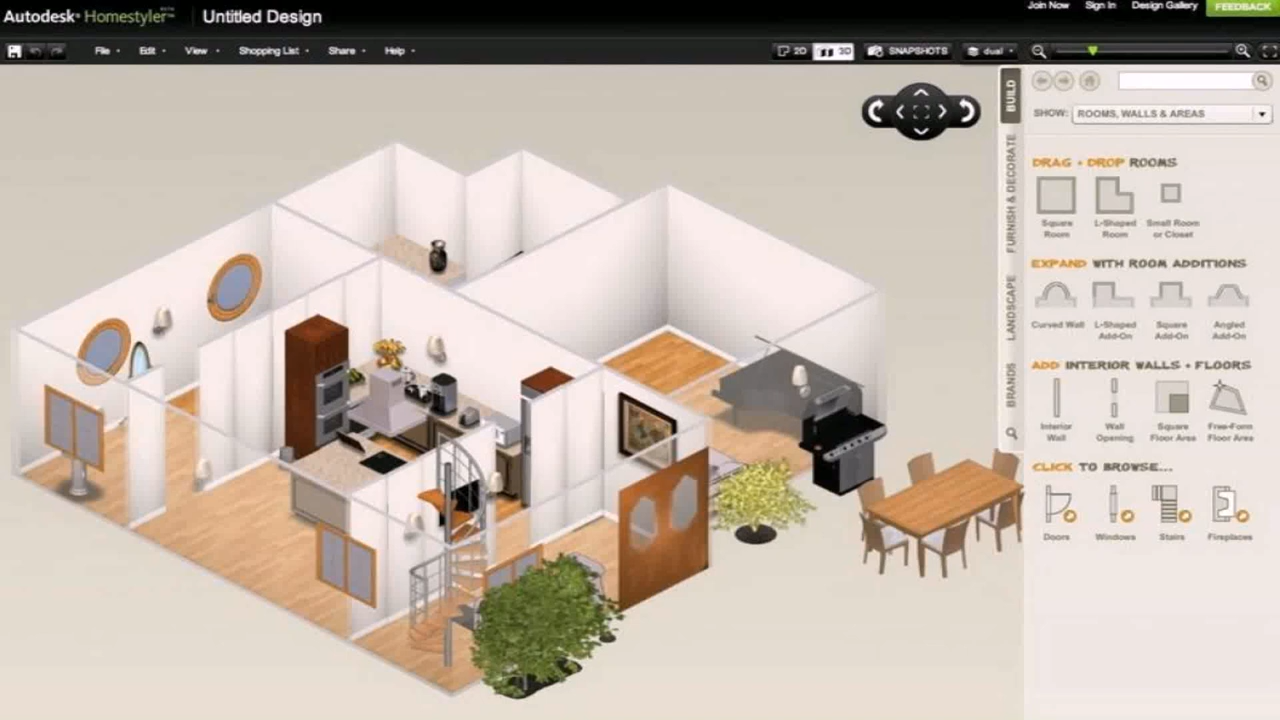 Autodesk® Homestyler™ BETA Untitled Design
Join Now Sign In Design Gallery FEEDBACK
File Edit View Shopping List Share Help
2D 3D SNAPSHOTS dual
BUILD
FURNISH & DECORATE
LANDSCAPE
BRANDS
SHOW: ROOMS, WALLS & AREAS
DRAG + DROP ROOMS
Square Room
L-Shaped Room
Small Room or Closet
EXPAND WITH ROOM ADDITIONS
Curved Wall
L-Shaped Add-On
Square Add-On
Angled Add-On
ADD INTERIOR WALLS + FLOORS
Interior Wall
Wall Opening
Square Floor Area
Free-Form Floor Area
CLICK TO BROWSE...
Doors Windows Stairs Fireplaces